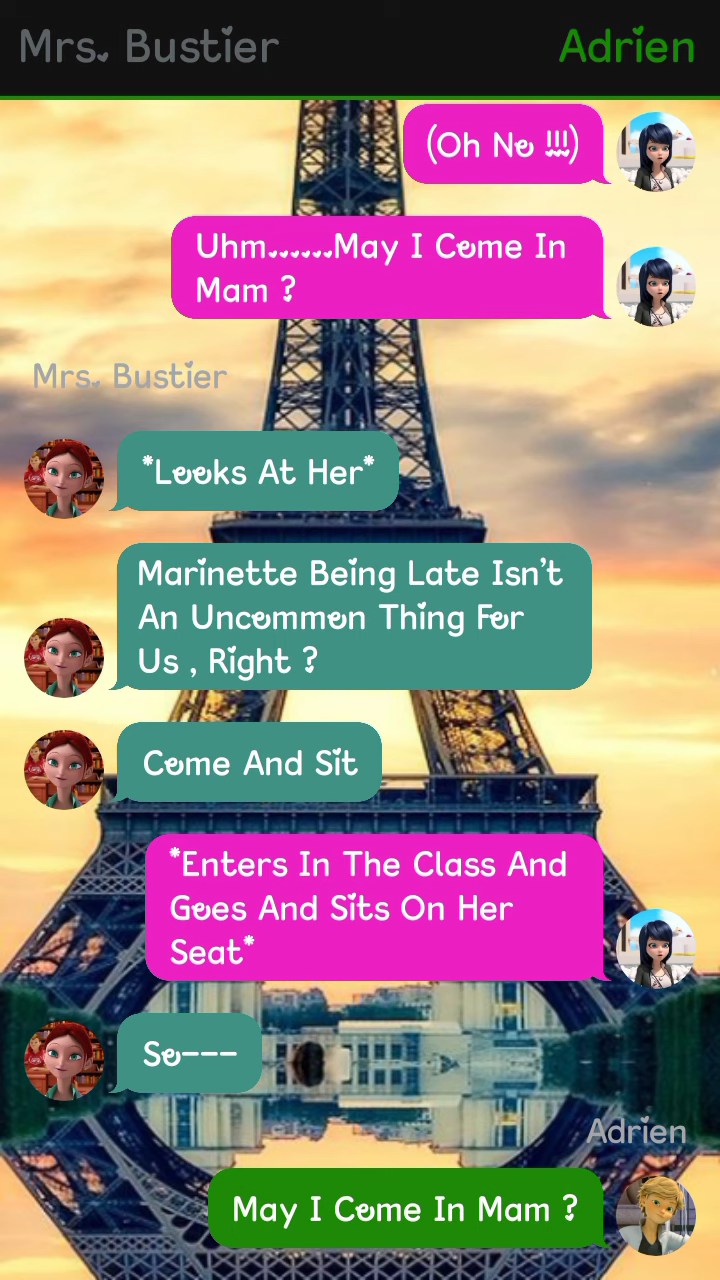 Mrs. Bustier
Adrien
(Oh No !!!)
Uhm......May I Come In
Mam ?
Mrs. Bustier
*Looks At Her*
Marinette Being Late Isn't
An Uncommon Thing For
Us , Right ?
Come And Sit
*Enters In The Class And
Goes And Sits On Her
Seat*
So---
Adrien
May I Come In Mam ?